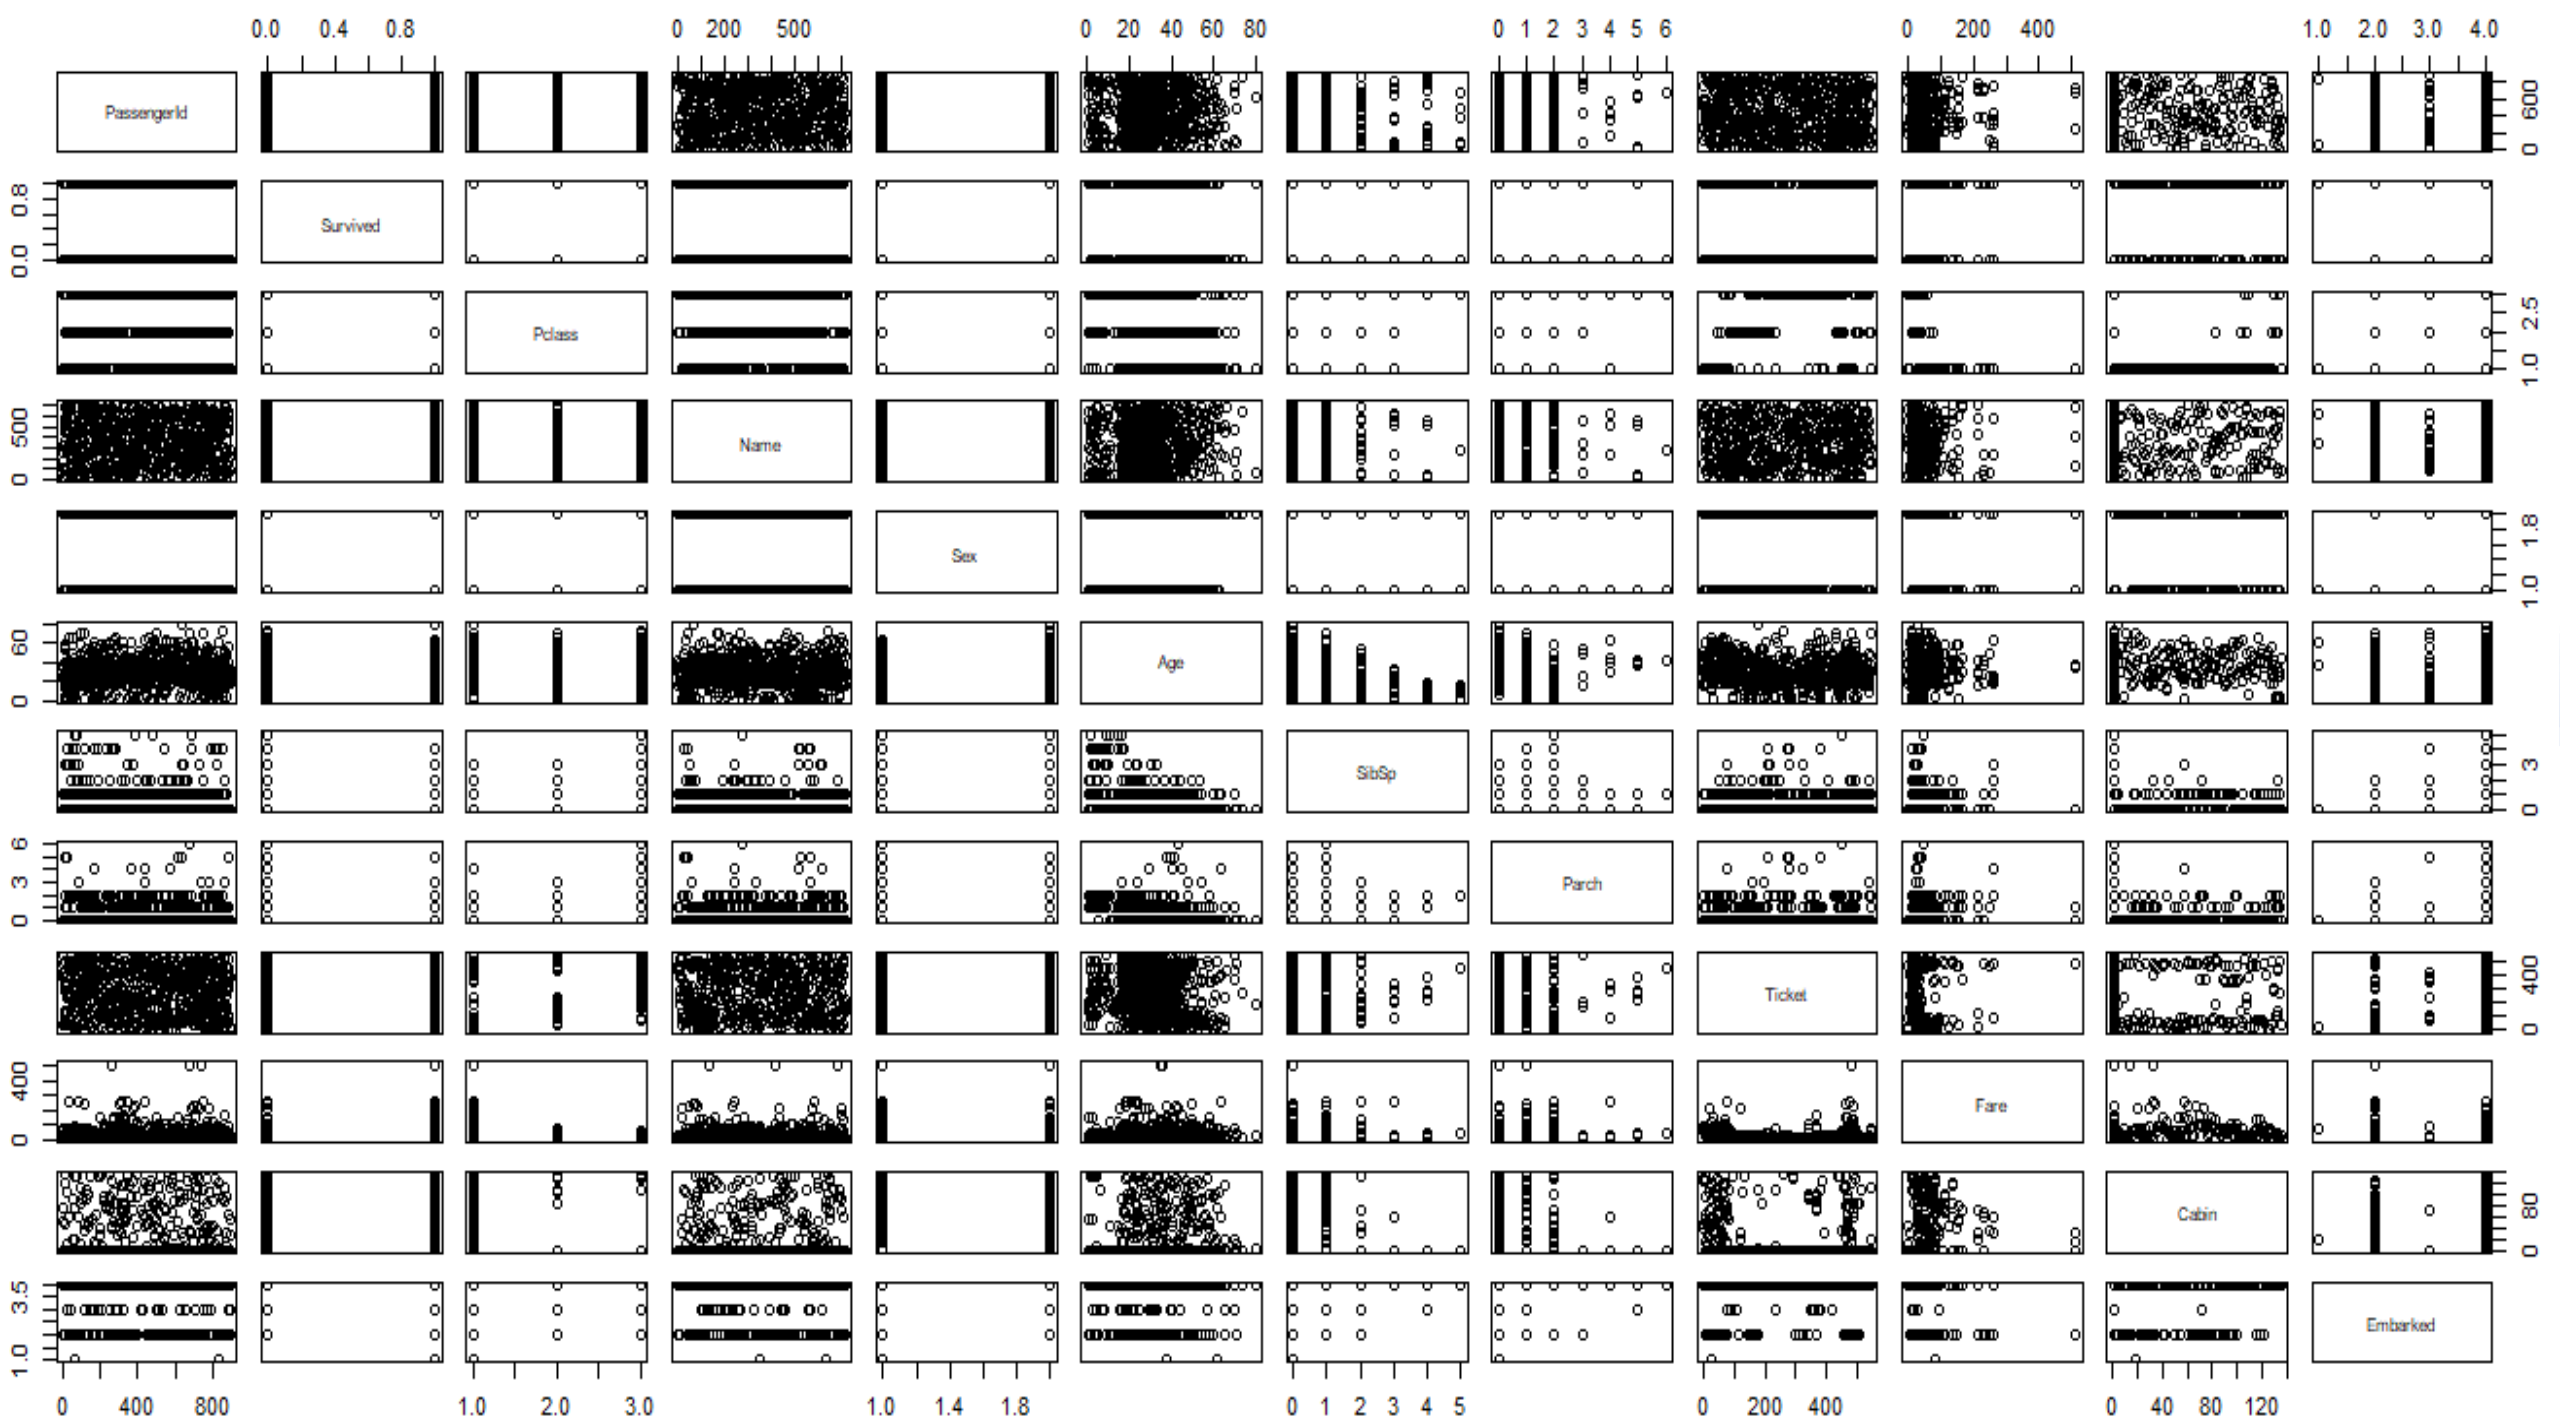 0.0 0.4 0.8 0 200 500 0 20 40 60 80 0 1 2 3 4 5 6 0 200 400 1.0 2.0 3.0 4.0
PassengerId 0 600
0.0 0.8 Survived
Pclass 1.0 2.5
0 500 Name
Sex 1.0 1.8
0 60 Age
SibSp 0 3
0 3 6 Parch
Ticket 0 400
0 400 Fare
Cabin 0 80
1.0 3.5 Embarked
0 400 800 1.0 2.0 3.0 1.0 1.4 1.8 0 1 2 3 4 5 0 200 400 0 40 80 120